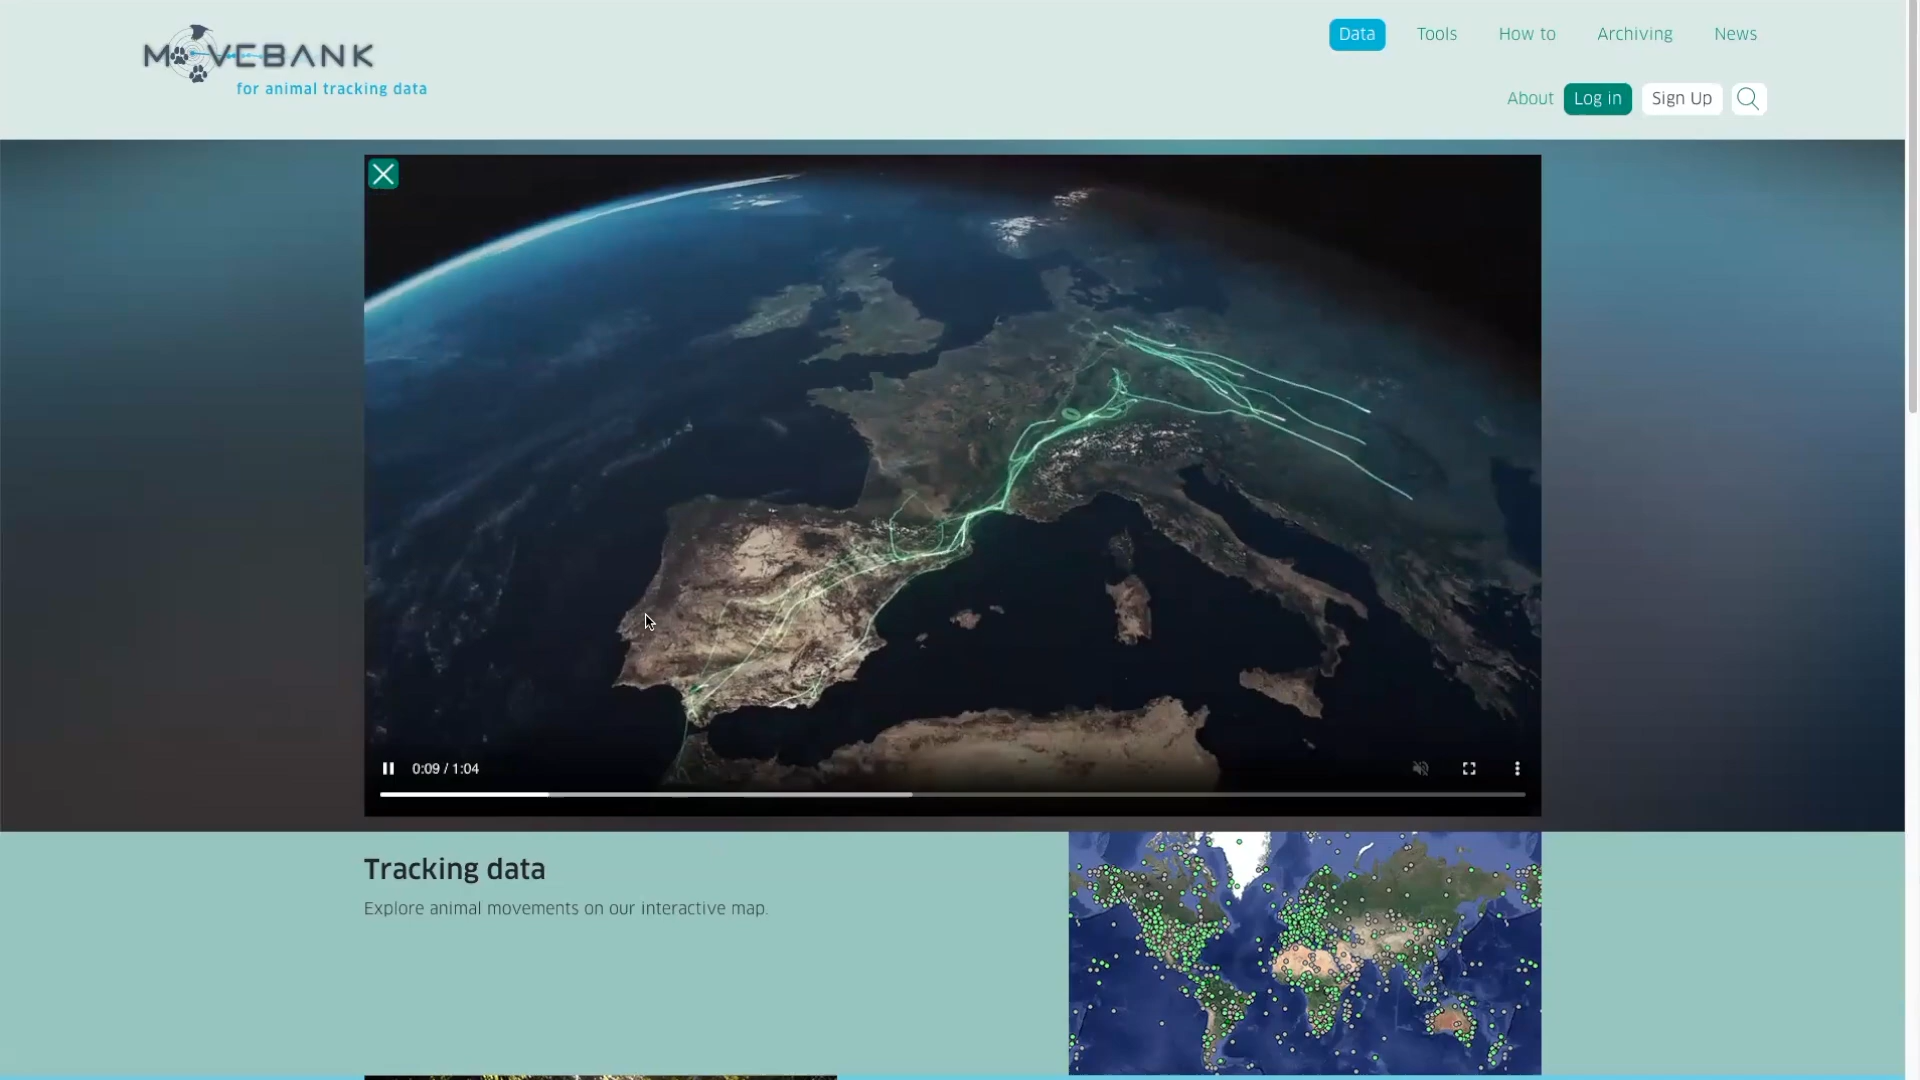 MOVEBANK
for animal tracking data
Data
Tools
How to
Archiving
News
About
Log in
Sign Up
0:09 / 1:04
Tracking data
Explore animal movements on our interactive map.